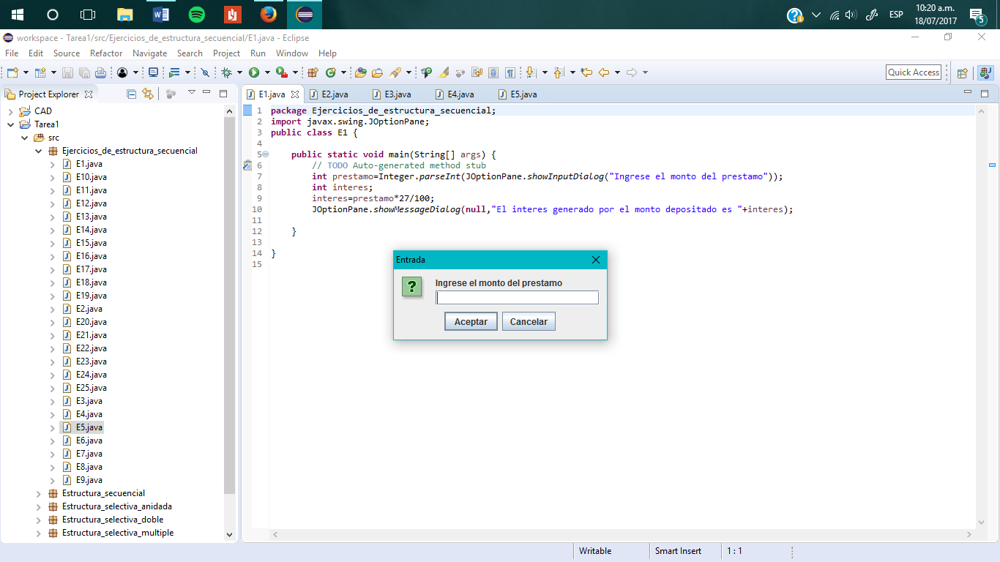 ESP
10:20 a.m.
18/07/2017
5
workspace - Tarea1/src/Ejercicios_de_estructura_secuencial/E1.java - Eclipse
File Edit Source Refactor Navigate Search Project Run Window Help
Quick Access
Project Explorer
CAD
Tarea1
src
Ejercicios_de_estructura_secuencial
E1.java
E10.java
E11.java
E12.java
E13.java
E14.java
E15.java
E16.java
E17.java
E18.java
E19.java
E2.java
E20.java
E21.java
E22.java
E23.java
E24.java
E25.java
E3.java
E4.java
E5.java
E6.java
E7.java
E8.java
E9.java
Estructura_secuencial
Estructura_selectiva_anidada
Estructura_selectiva_doble
Estructura_selectiva_multiple
E1.java E2.java E3.java E4.java E5.java
1 package Ejercicios_de_estructura_secuencial;
2 import javax.swing.JOptionPane;
3 public class E1 {
4
5 public static void main(String[] args) {
6 // TODO Auto-generated method stub
7 int prestamo=Integer.parseInt(JOptionPane.showInputDialog("Ingrese el monto del prestamo"));
8 int interes;
9 interes=prestamo*27/100;
10 JOptionPane.showMessageDialog(null,"El interes generado por el monto depositado es "+interes);
11
12 }
13
14 }
15
Entrada
Ingrese el monto del prestamo
Aceptar Cancelar
Writable Smart Insert 1 : 1